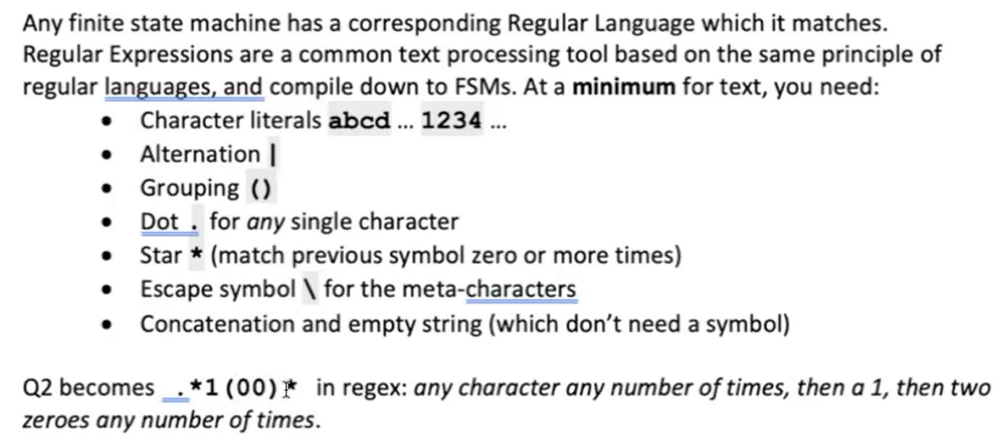 Any finite state machine has a corresponding Regular Language which it matches.
Regular Expressions are a common text processing tool based on the same principle of
regular languages, and compile down to FSMs. At a minimum for text, you need:
• Character literals abcd ... 1234 ...
• Alternation |
• Grouping ()
• Dot . for any single character
• Star * (match previous symbol zero or more times)
• Escape symbol \ for the meta-characters
• Concatenation and empty string (which don't need a symbol)
Q2 becomes .*1(00)* in regex: any character any number of times, then a 1, then two
zeroes any number of times.